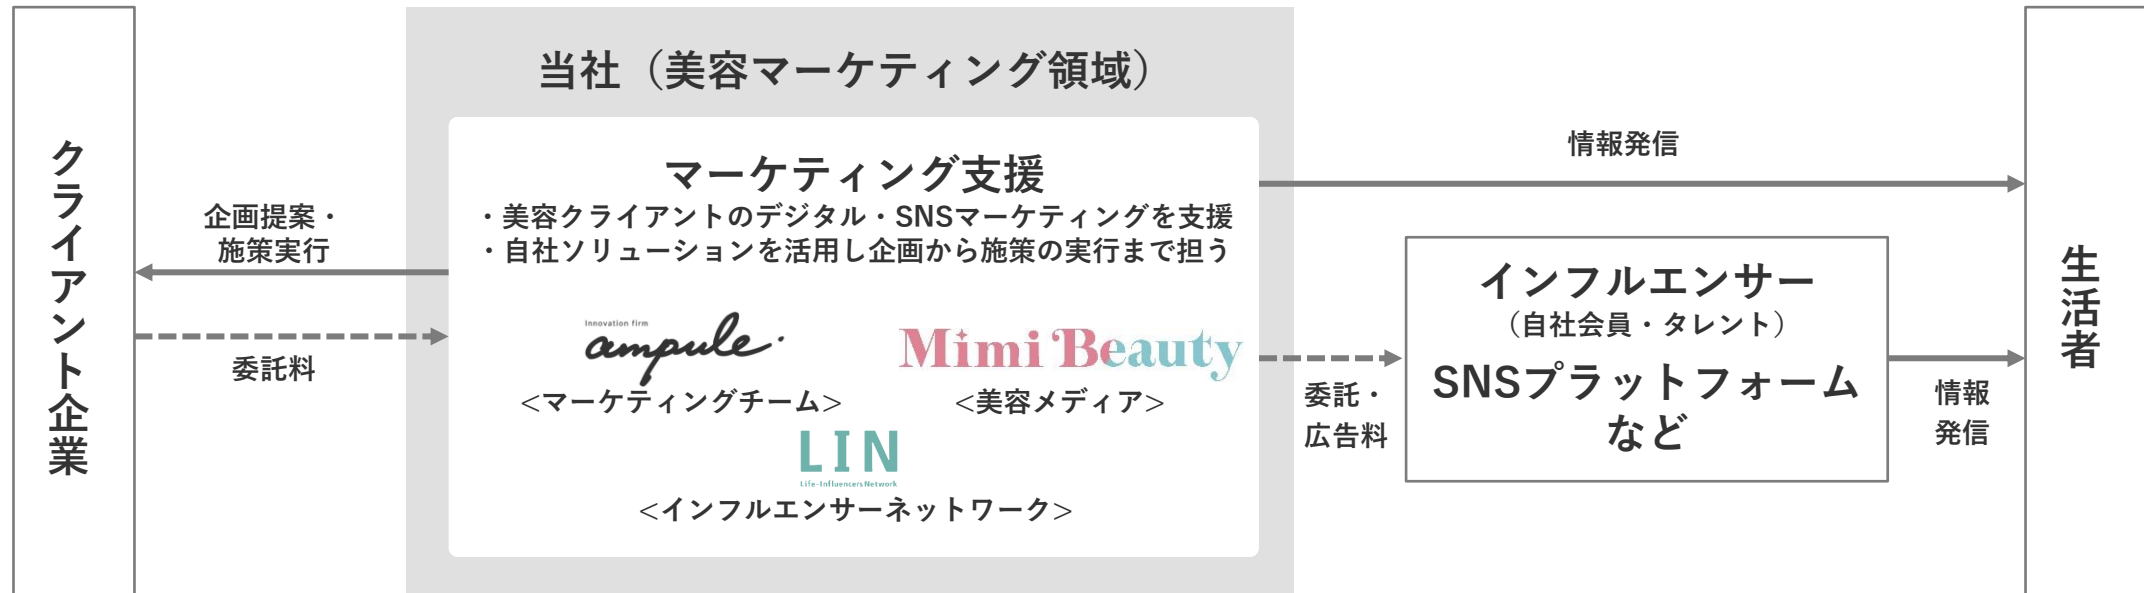 クライアント企業
企画提案・
施策実行
委託料
当社（美容マーケティング領域）
マーケティング支援
・美容クライアントのデジタル・SNSマーケティングを支援
・自社ソリューションを活用し企画から施策の実行まで担う
Innovation firm
ampule.
<マーケティングチーム>
Mimi Beauty
<美容メディア>
LIN
Life-Influencers Network
<インフルエンサーネットワーク>
情報発信
委託・
広告料
インフルエンサー
（自社会員・タレント）
SNSプラットフォーム
など
情報
発信
生活者